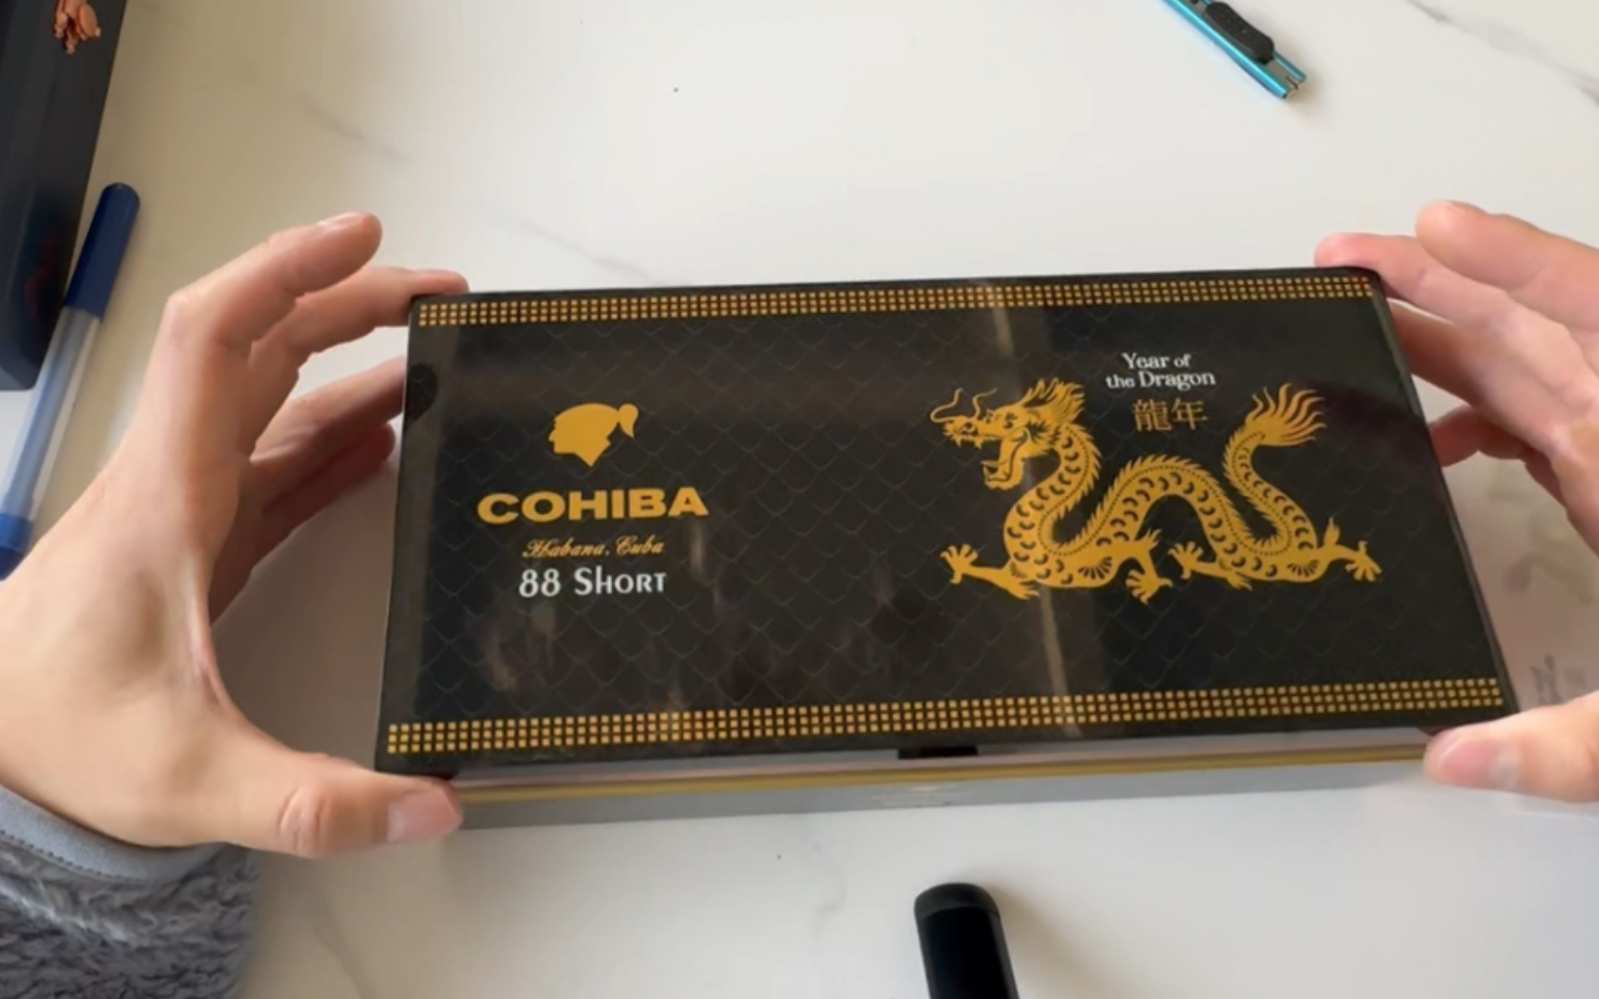 COHIBA
Habana, Cuba
88 SHORT
Year of
the Dragon
龍年